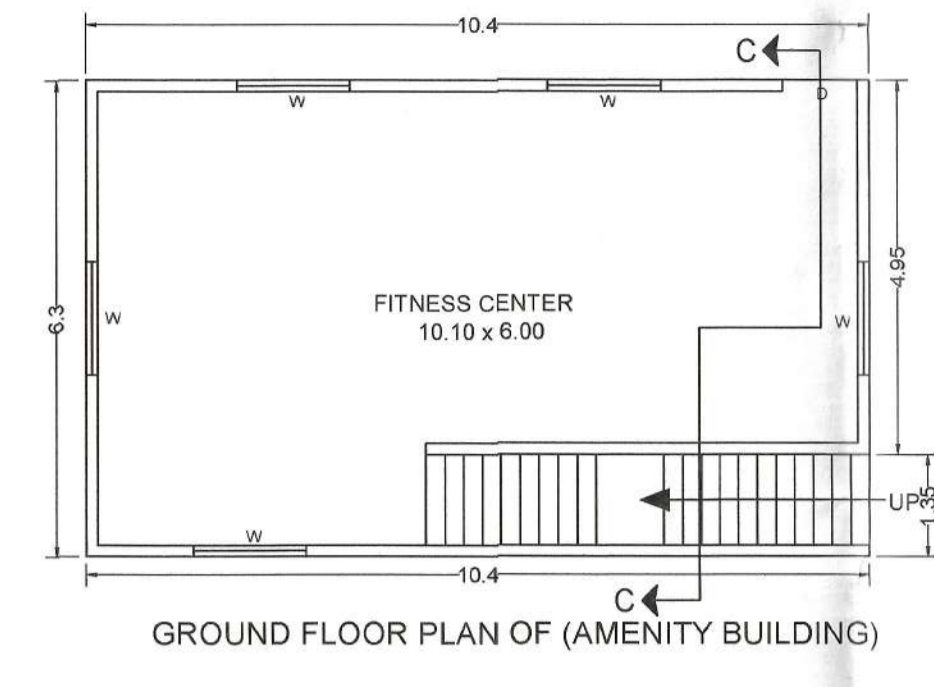 10.4
C
W
W
D
4.95
6.3
FITNESS CENTER
W
W
10.10 x 6.00
UP
1.35
W
10.4
C
GROUND FLOOR PLAN OF (AMENITY BUILDING)